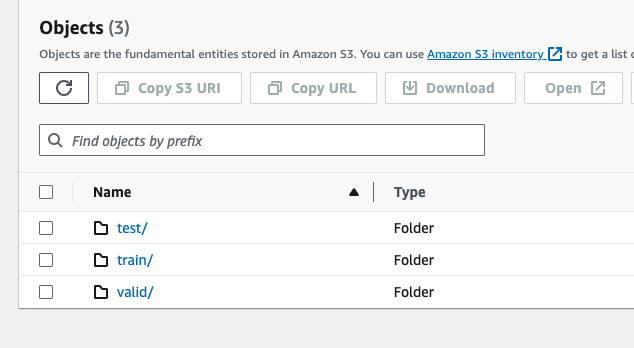 Objects (3)
Objects are the fundamental entities stored in Amazon S3. You can use Amazon S3 inventory to get a list
Copy S3 URI Copy URL Download Open
Find objects by prefix
Name Type
test/ Folder
train/ Folder
valid/ Folder